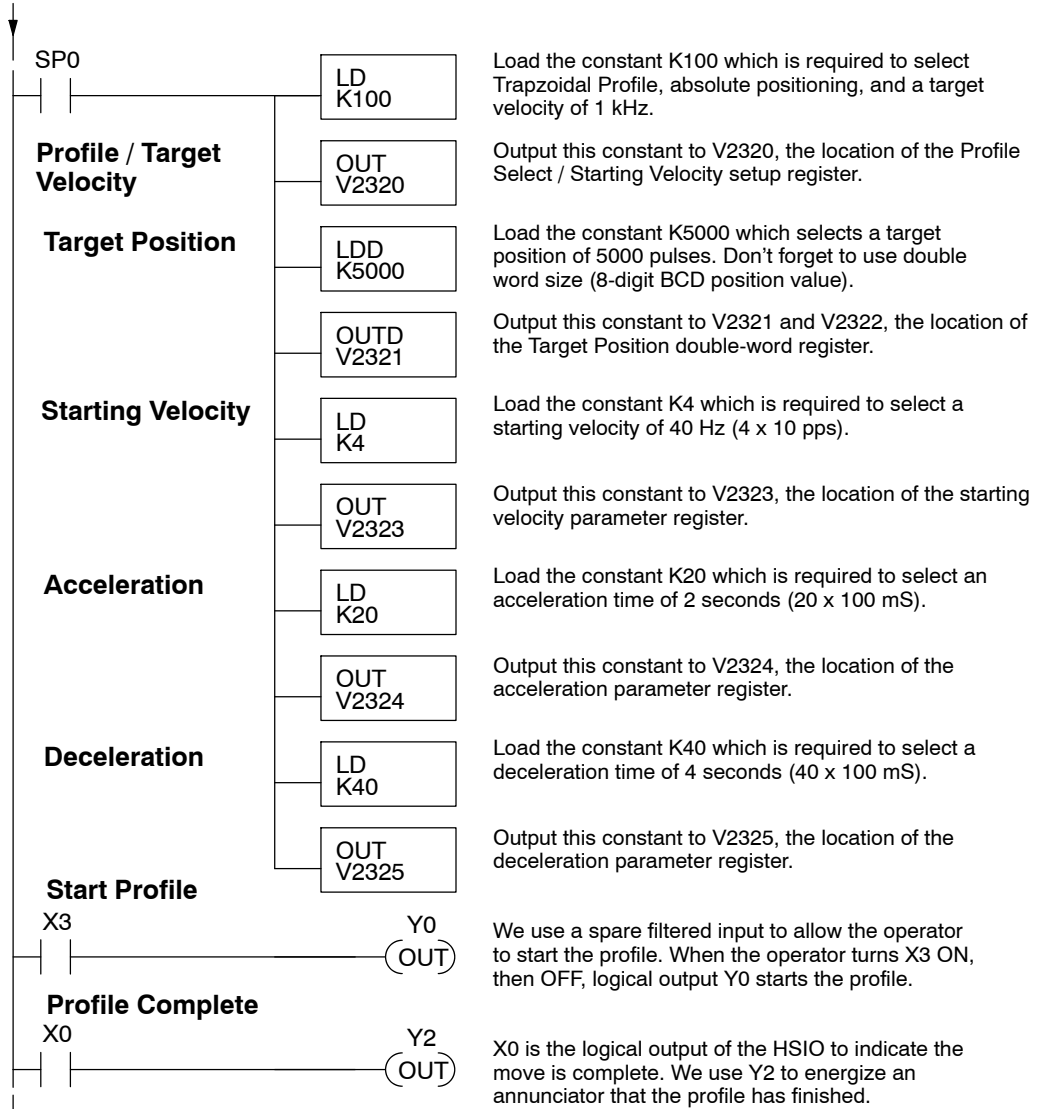 SP0
LD
K100
Load the constant K100 which is required to select
Trapzoidal Profile, absolute positioning, and a target
velocity of 1 kHz.
Profile / Target
Velocity
OUT
V2320
Output this constant to V2320, the location of the Profile
Select / Starting Velocity setup register.
Target Position
LDD
K5000
Load the constant K5000 which selects a target
position of 5000 pulses. Don't forget to use double
word size (8-digit BCD position value).
OUTD
V2321
Output this constant to V2321 and V2322, the location of
the Target Position double-word register.
Starting Velocity
LD
K4
Load the constant K4 which is required to select a
starting velocity of 40 Hz (4 x 10 pps).
OUT
V2323
Output this constant to V2323, the location of the starting
velocity parameter register.
Acceleration
LD
K20
Load the constant K20 which is required to select an
acceleration time of 2 seconds (20 x 100 mS).
OUT
V2324
Output this constant to V2324, the location of the
acceleration parameter register.
Deceleration
LD
K40
Load the constant K40 which is required to select a
deceleration time of 4 seconds (40 x 100 mS).
OUT
V2325
Output this constant to V2325, the location of the
deceleration parameter register.
Start Profile
X3
Y0
OUT
We use a spare filtered input to allow the operator
to start the profile. When the operator turns X3 ON,
then OFF, logical output Y0 starts the profile.
Profile Complete
X0
Y2
OUT
X0 is the logical output of the HSIO to indicate the
move is complete. We use Y2 to energize an
annunciator that the profile has finished.